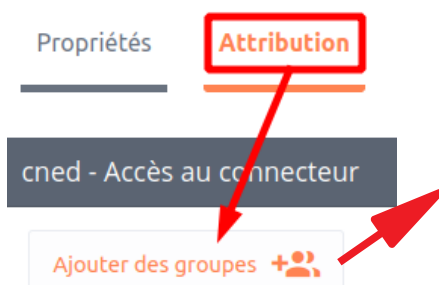 Propriétés Attribution
cned - Accès au connecteur
Ajouter des groupes